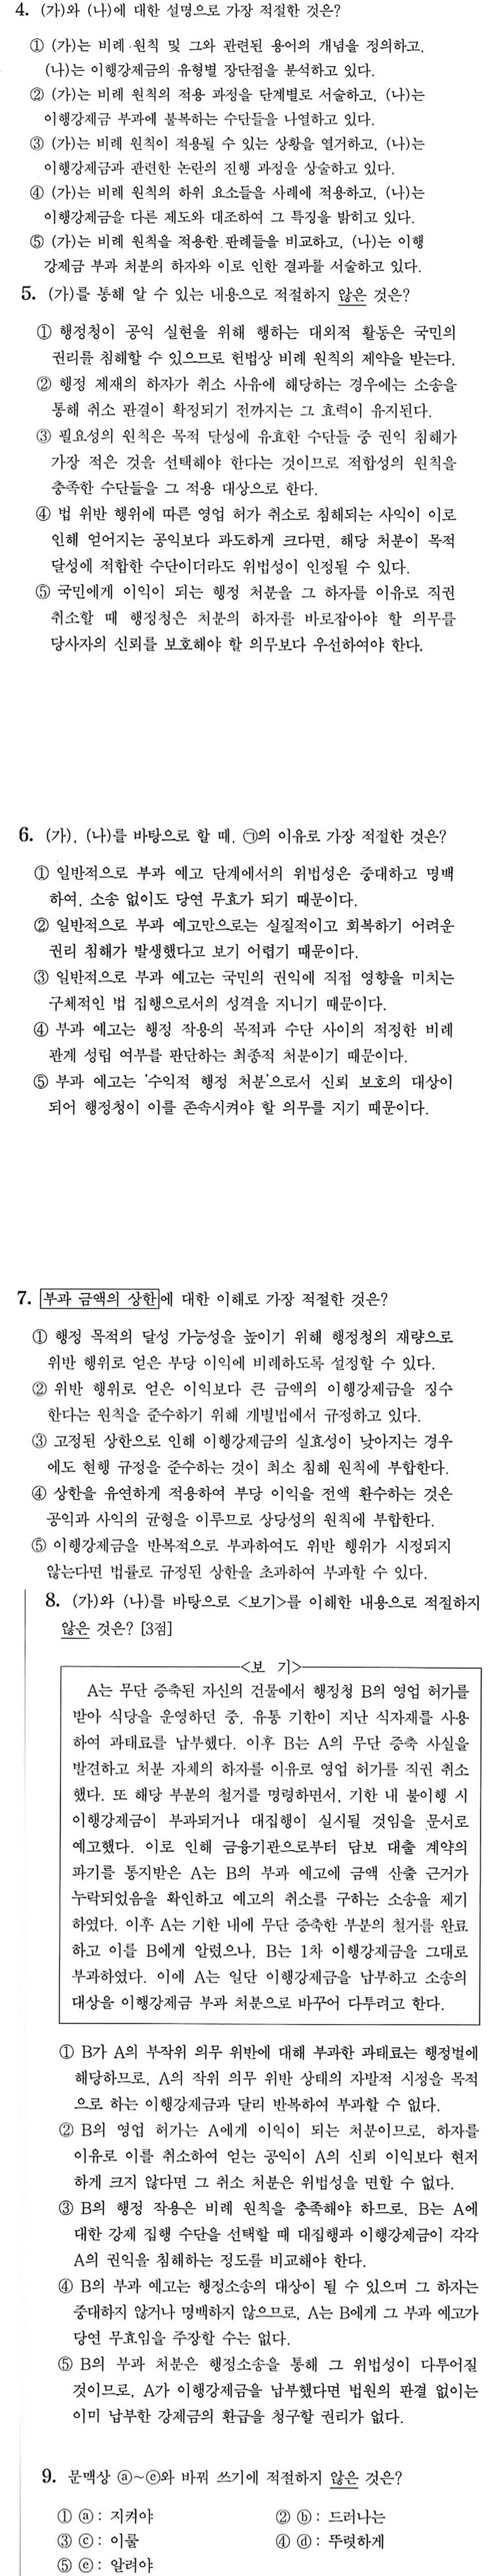 4. (가)와 (나)에 대한 설명으로 가장 적절한 것은?
① (가)는 비례 원칙 및 그와 관련된 용어의 개념을 정의하고,
(나)는 이행강제금의 유형별 장단점을 분석하고 있다.
② (가)는 비례 원칙의 적용 과정을 단계별로 서술하고, (나)는
이행강제금 부과에 불복하는 수단들을 나열하고 있다.
③ (가)는 비례 원칙이 적용될 수 있는 상황을 열거하고, (나)는
이행강제금과 관련한 논란의 진행 과정을 상술하고 있다.
④ (가)는 비례 원칙의 하위 요소들을 사례에 적용하고, (나)는
이행강제금을 다른 제도와 대조하여 그 특징을 밝히고 있다.
⑤ (가)는 비례 원칙을 적용한 판례들을 비교하고, (나)는 이행
강제금 부과 처분의 하자와 이로 인한 결과를 서술하고 있다.
5. (가)를 통해 알 수 있는 내용으로 적절하지 않은 것은?
① 행정청이 공익 실현을 위해 행하는 대외적 활동은 국민의
권리를 침해할 수 있으므로 헌법상 비례 원칙의 제약을 받는다.
② 행정 제재의 하자가 취소 사유에 해당하는 경우에는 소송을
통해 취소 판결이 확정되기 전까지는 그 효력이 유지된다.
③ 필요성의 원칙은 목적 달성에 유효한 수단들 중 권익 침해가
가장 적은 것을 선택해야 한다는 것이므로 적합성의 원칙을
충족한 수단들을 그 적용 대상으로 한다.
④ 법 위반 행위에 따른 영업 허가 취소로 침해되는 사익이 이로
인해 얻어지는 공익보다 과도하게 크다면, 해당 처분이 목적
달성에 적합한 수단이더라도 위법성이 인정될 수 있다.
⑤ 국민에게 이익이 되는 행정 처분을 그 하자를 이유로 직권
취소할 때 행정청은 처분의 하자를 바로잡아야 할 의무를
당사자의 신뢰를 보호해야 할 의무보다 우선하여야 한다.
6. (가), (나)를 바탕으로 할 때, ㉠의 이유로 가장 적절한 것은?
① 일반적으로 부과 예고 단계에서의 위법성은 중대하고 명백
하여, 소송 없이도 당연 무효가 되기 때문이다.
② 일반적으로 부과 예고만으로는 실질적이고 회복하기 어려운
권리 침해가 발생했다고 보기 어렵기 때문이다.
③ 일반적으로 부과 예고는 국민의 권익에 직접 영향을 미치는
구체적인 법 집행으로서의 성격을 지니기 때문이다.
④ 부과 예고는 행정 작용의 목적과 수단 사이의 적정한 비례
관계 성립 여부를 판단하는 최종적 처분이기 때문이다.
⑤ 부과 예고는 ‘수익적 행정 처분’으로서 신뢰 보호의 대상이
되어 행정청이 이를 존속시켜야 할 의무를 지기 때문이다.
7. 부과 금액의 상한에 대한 이해로 가장 적절한 것은?
① 행정 목적의 달성 가능성을 높이기 위해 행정청의 재량으로
위반 행위로 얻은 부당 이익에 비례하도록 설정할 수 있다.
② 위반 행위로 얻은 이익보다 큰 금액의 이행강제금을 징수
한다는 원칙을 준수하기 위해 개별법에서 규정하고 있다.
③ 고정된 상한으로 인해 이행강제금의 실효성이 낮아지는 경우
에도 현행 규정을 준수하는 것이 최소 침해 원칙에 부합한다.
④ 상한을 유연하게 적용하여 부당 이익을 전액 환수하는 것은
공익과 사익의 균형을 이루므로 상당성의 원칙에 부합한다.
⑤ 이행강제금을 반복적으로 부과하여도 위반 행위가 시정되지
않는다면 법률로 규정된 상한을 초과하여 부과할 수 있다.
8. (가)와 (나)를 바탕으로 <보기>를 이해한 내용으로 적절하지
않은 것은? [3점]
<보 기>
A는 무단 증축된 자신의 건물에서 행정청 B의 영업 허가를
받아 식당을 운영하던 중, 유통 기한이 지난 식자재를 사용
하여 과태료를 납부했다. 이후 B는 A의 무단 증축 사실을
발견하고 처분 자체의 하자를 이유로 영업 허가를 직권 취소
했다. 또 해당 부분의 철거를 명령하면서, 기한 내 불이행 시
이행강제금이 부과되거나 대집행이 실시될 것임을 문서로
예고했다. 이로 인해 금융기관으로부터 담보 대출 계약의
파기를 통지받은 A는 B의 부과 예고에 금액 산출 근거가
누락되었음을 확인하고 예고의 취소를 구하는 소송을 제기
하였다. 이후 A는 기한 내에 무단 증축한 부분의 철거를 완료
하고 이를 B에게 알렸으나, B는 1차 이행강제금을 그대로
부과하였다. 이에 A는 일단 이행강제금을 납부하고 소송의
대상을 이행강제금 부과 처분으로 바꾸어 다투려고 한다.
① B가 A의 부작위 의무 위반에 대해 부과한 과태료는 행정벌에
해당하므로, A의 작위 의무 위반 상태의 자발적 시정을 목적
으로 하는 이행강제금과 달리 반복하여 부과할 수 없다.
② B의 영업 허가는 A에게 이익이 되는 처분이므로, 하자를
이유로 이를 취소하여 얻는 공익이 A의 신뢰 이익보다 현저
하게 크지 않다면 그 취소 처분은 위법성을 면할 수 없다.
③ B의 행정 작용은 비례 원칙을 충족해야 하므로, B는 A에
대한 강제 집행 수단을 선택할 때 대집행과 이행강제금이 각각
A의 권익을 침해하는 정도를 비교해야 한다.
④ B의 부과 예고는 행정소송의 대상이 될 수 있으며 그 하자는
중대하지 않거나 명백하지 않으므로, A는 B에게 그 부과 예고가
당연 무효임을 주장할 수는 없다.
⑤ B의 부과 처분은 행정소송을 통해 그 위법성이 다투어질
것이므로, A가 이행강제금을 납부했다면 법원의 판결 없이는
이미 납부한 강제금의 환급을 청구할 권리가 없다.
9. 문맥상 ⓐ~ⓔ와 바꿔 쓰기에 적절하지 않은 것은?
① ⓐ: 지켜야
② ⓑ: 드러나는
③ ⓒ: 이룰
④ ⓓ: 뚜렷하게
⑤ ⓔ: 알려야